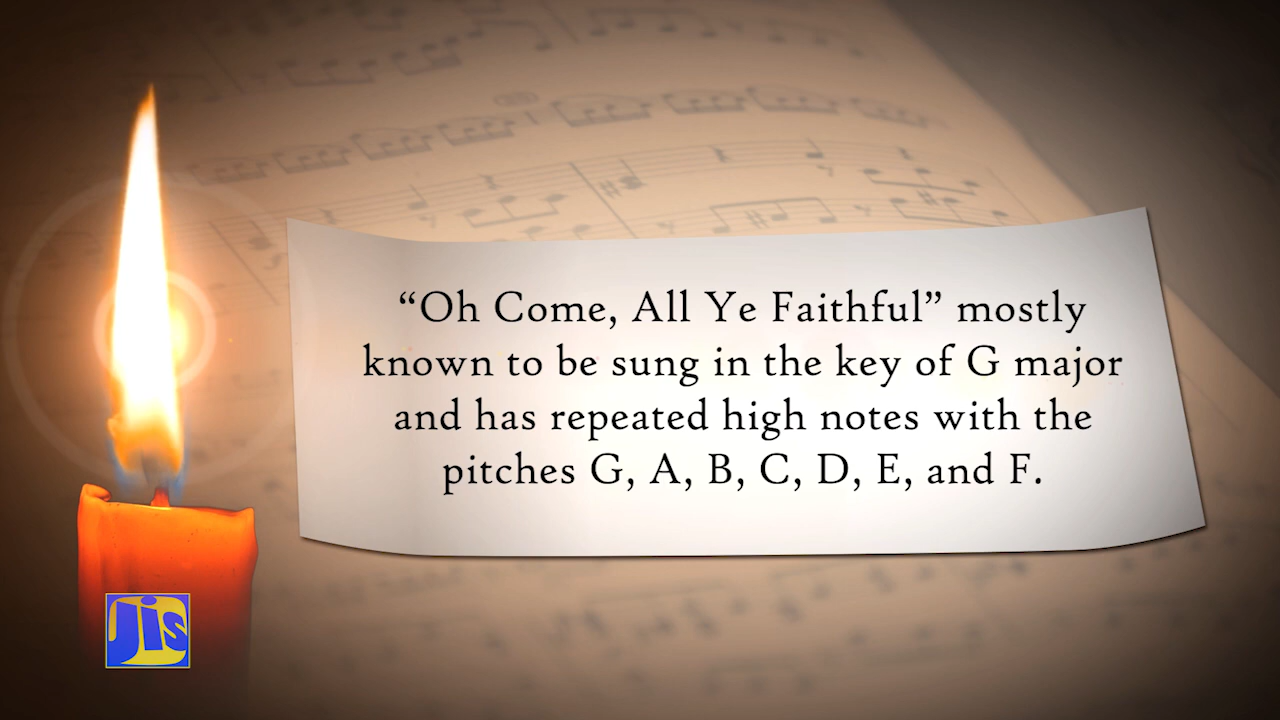 “Oh Come, All Ye Faithful” mostly
known to be sung in the key of G major
and has repeated high notes with the
pitches G, A, B, C, D, E, and F.
Jis